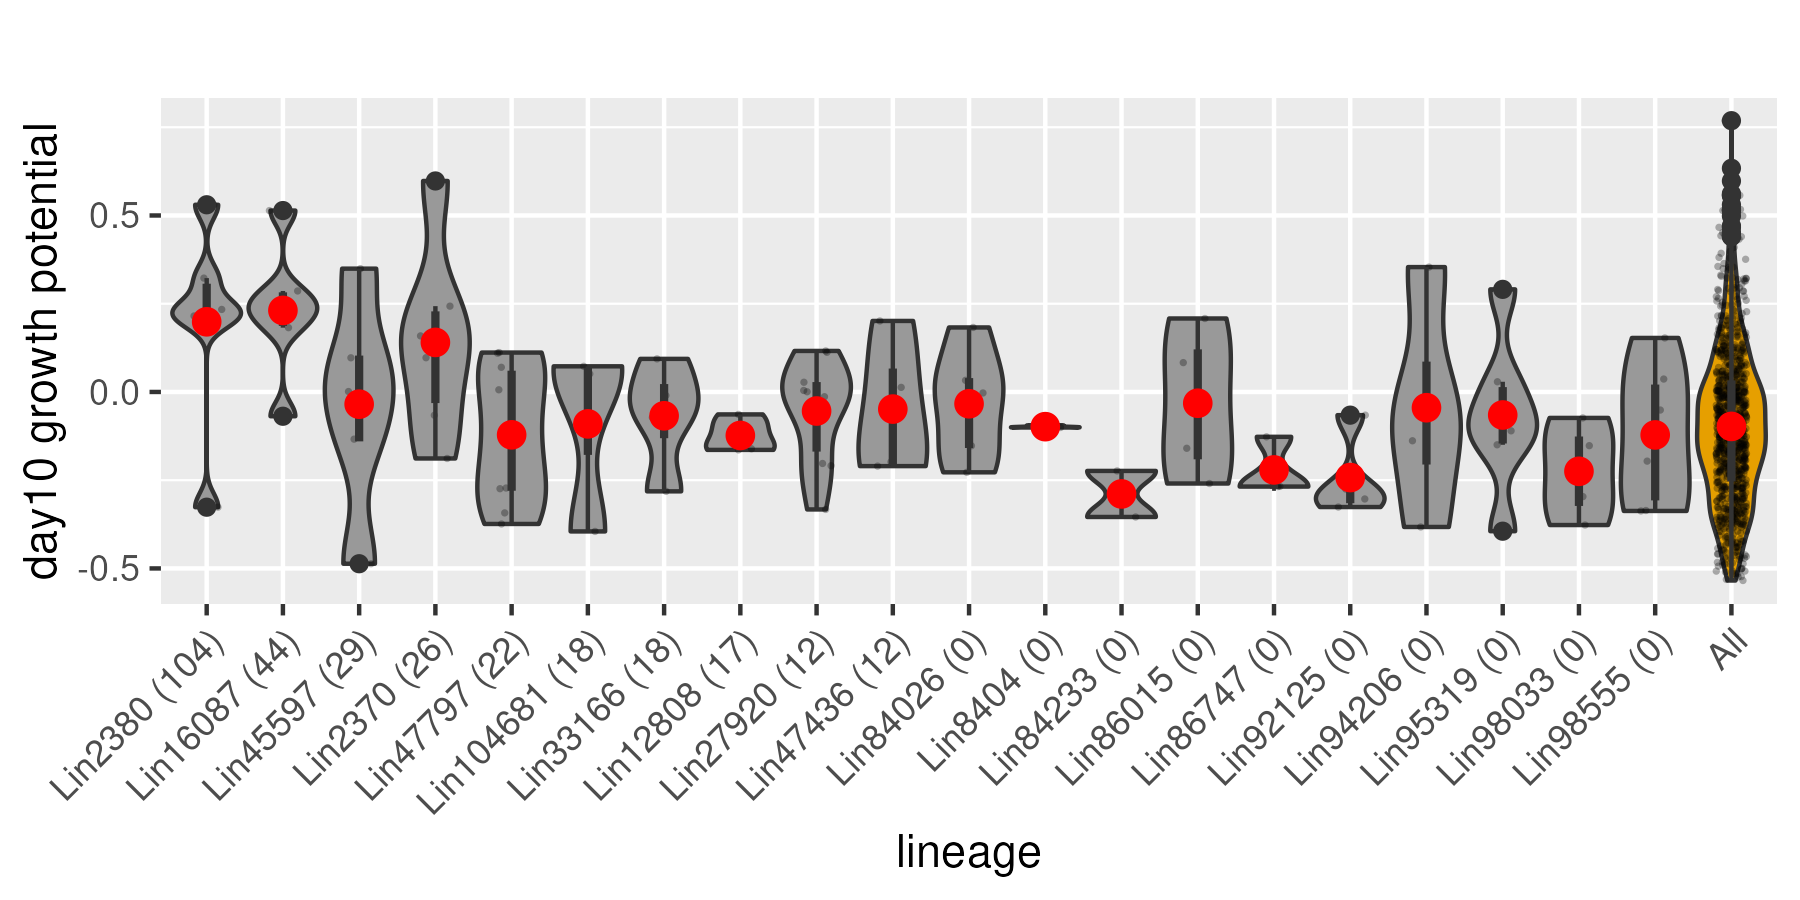 day10 growth potential
0.5
0.0
-0.5
Lin2380 (104)
Lin16087 (44)
Lin45597 (29)
Lin2370 (26)
Lin47797 (22)
Lin104681 (18)
Lin33166 (18)
Lin12808 (17)
Lin27920 (12)
Lin47436 (12)
Lin84026 (0)
Lin8404 (0)
Lin84233 (0)
Lin86015 (0)
Lin86747 (0)
Lin92125 (0)
Lin94206 (0)
Lin95319 (0)
Lin98033 (0)
Lin98555 (0)
All
lineage